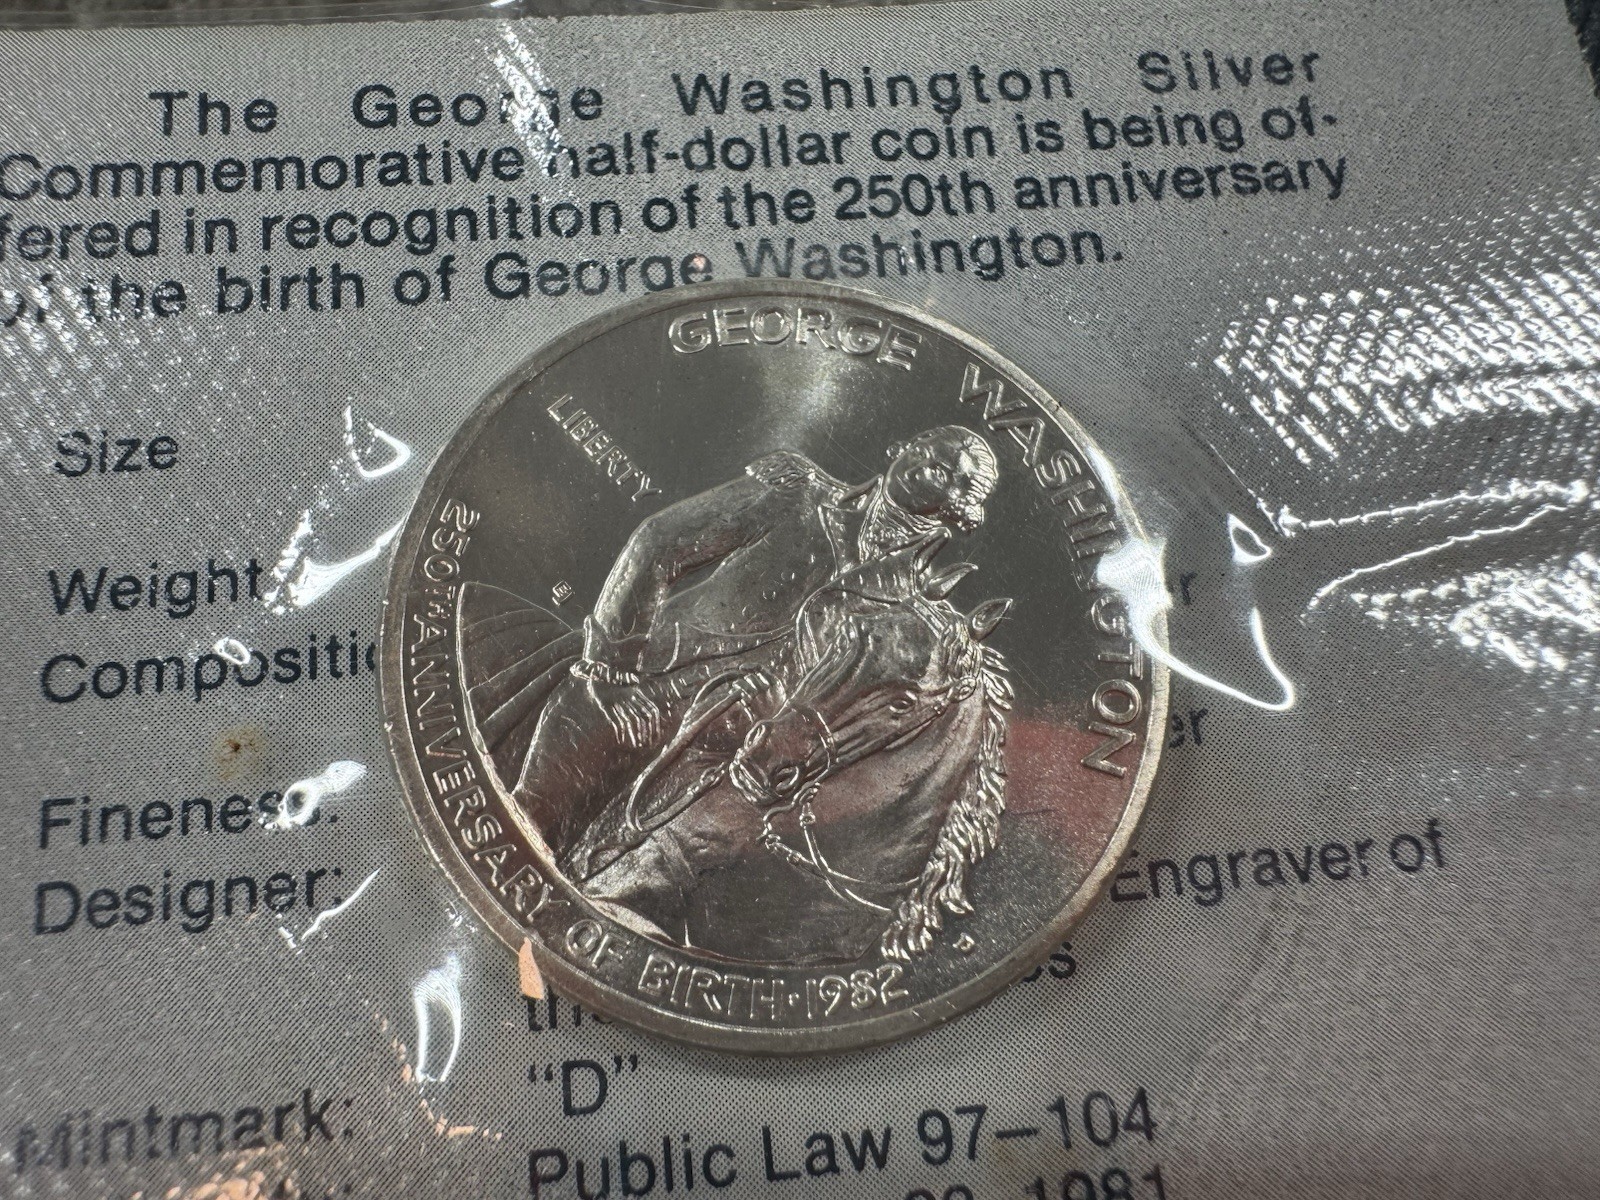 The George Washington Silver
Commemorative half-dollar coin is being of-
fered in recognition of the 250th anniversary
of the birth of George Washington.
GEORGE WASHINGTON
LIBERTY
250TH ANNIVERSARY OF BIRTH · 1982
D
Size
Weight
Fineness:
Designer:
Engraver of
Mintmark:
“D”
Public Law 97–104
1981